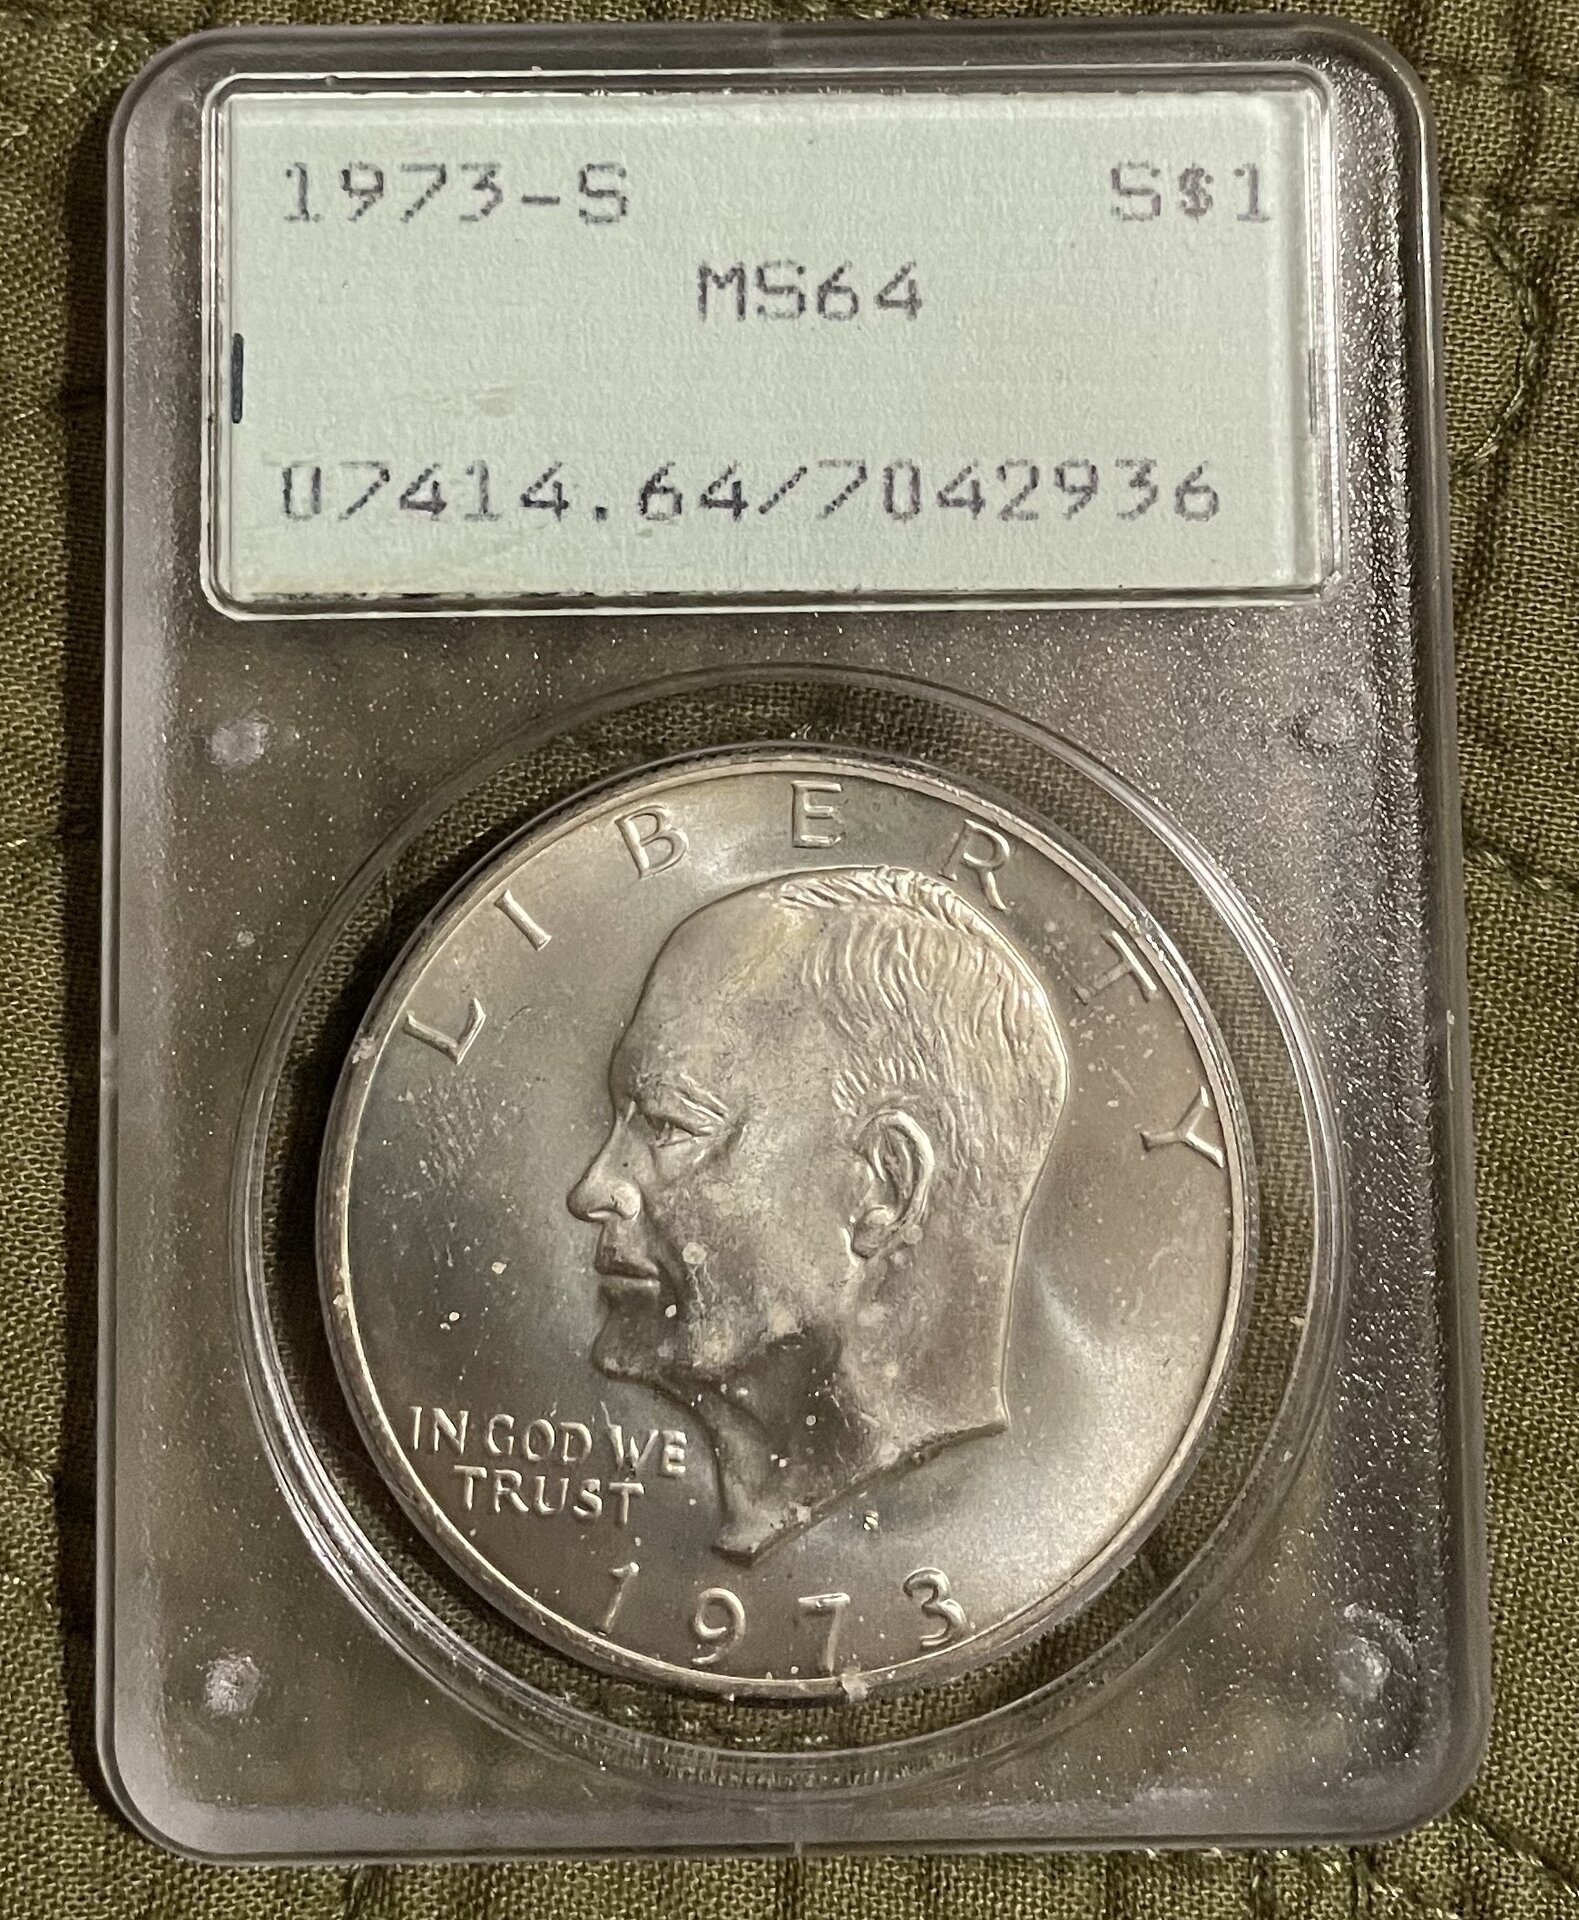 1973-S S$1
MS64
07414.64/7042936
LIBERTY
IN GOD WE
TRUST
S
1973